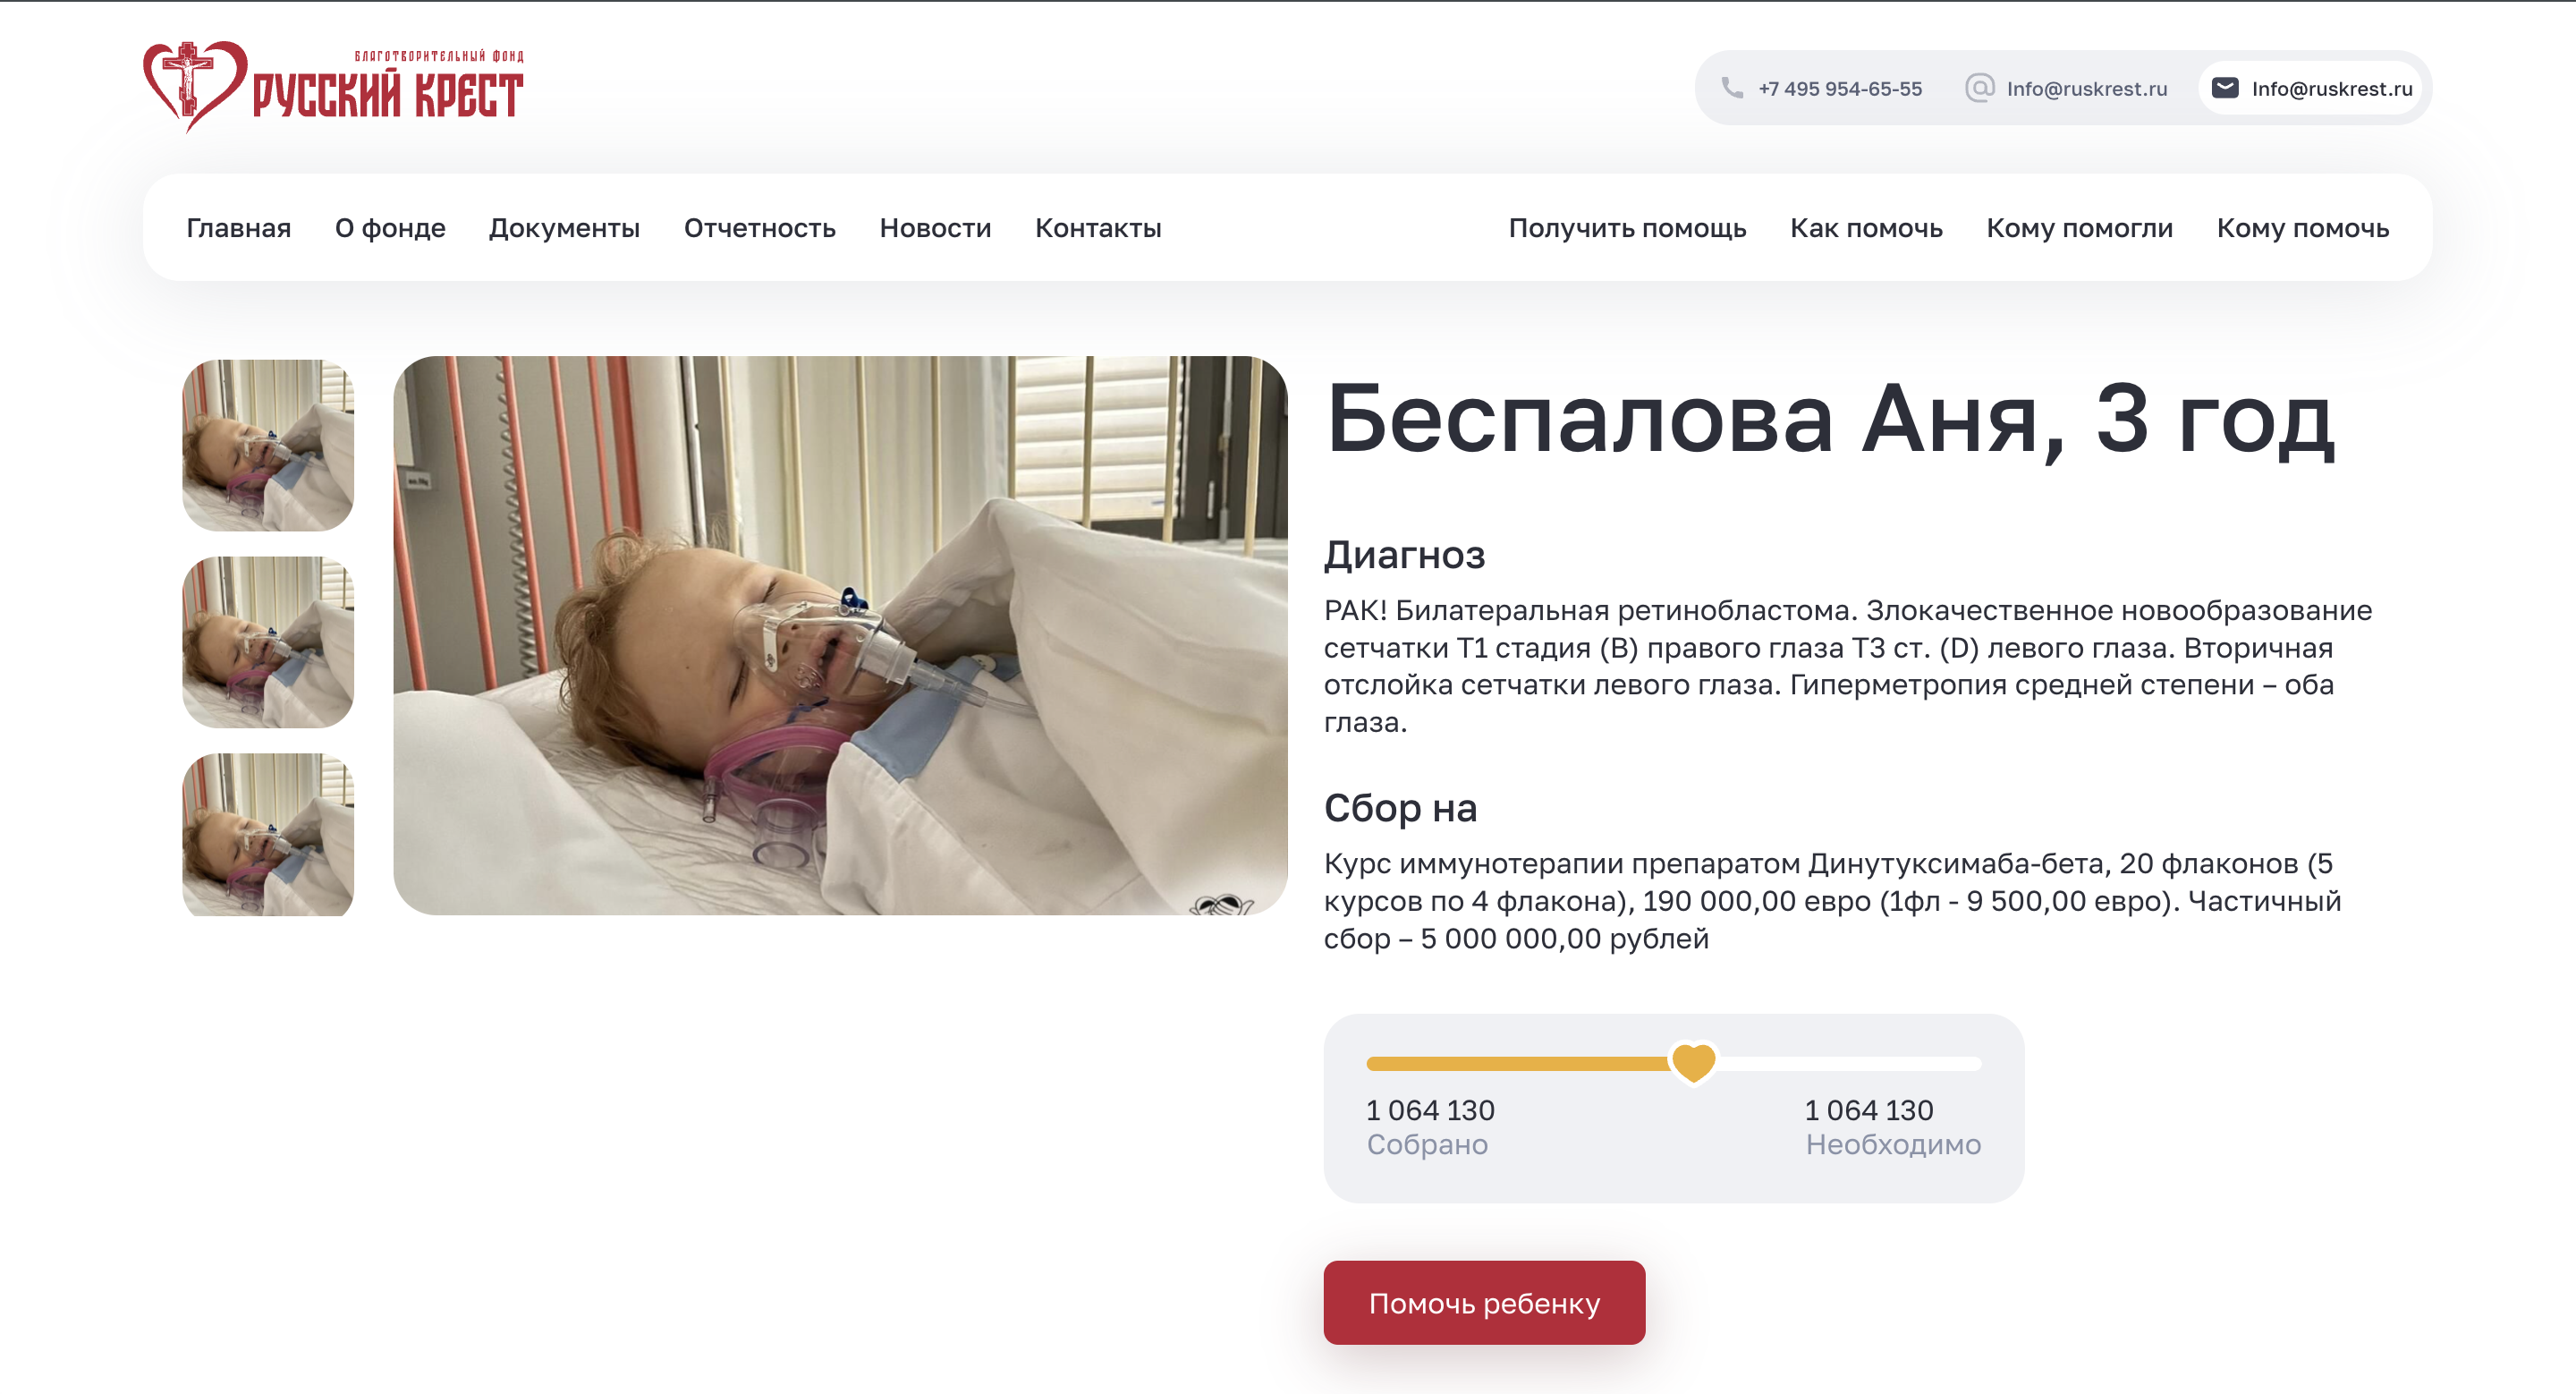 БЛАГОТВОРИТЕЛЬНЫЙ ФОНД
РУССКИЙ КРЕСТ
+7 495 954-65-55
Info@ruskrest.ru
Info@ruskrest.ru
Главная
О фонде
Документы
Отчетность
Новости
Контакты
Получить помощь
Как помочь
Кому помогли
Кому помочь
Беспалова Аня, 3 год
Диагноз
РАК! Билатеральная ретинобластома. Злокачественное новообразование
сетчатки Т1 стадия (В) правого глаза Т3 ст. (D) левого глаза. Вторичная
отслойка сетчатки левого глаза. Гиперметропия средней степени – оба
глаза.
Сбор на
Курс иммунотерапии препаратом Динутуксимаба-бета, 20 флаконов (5
курсов по 4 флакона), 190 000,00 евро (1фл - 9 500,00 евро). Частичный
сбор – 5 000 000,00 рублей
1 064 130
Собрано
1 064 130
Необходимо
Помочь ребенку